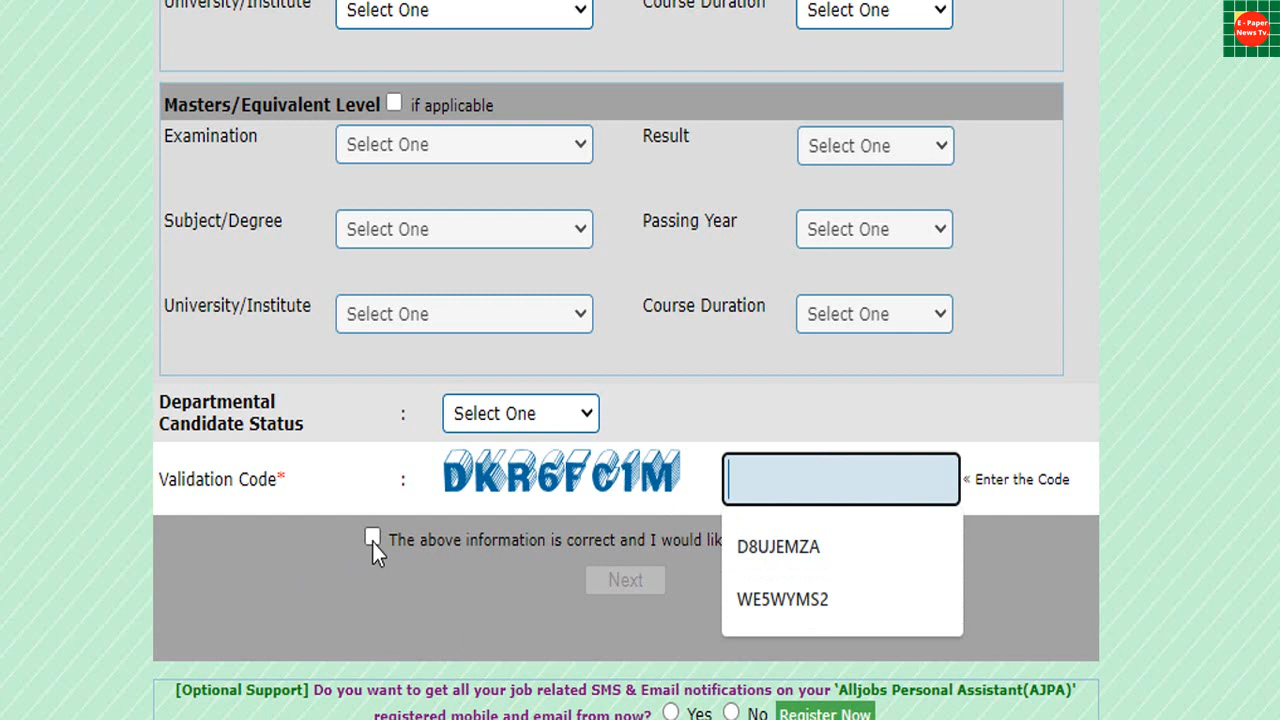 University/Institute Select One Course Duration Select One
E - Paper
News Tv.
Masters/Equivalent Level if applicable
Examination Select One Result Select One
Subject/Degree Select One Passing Year Select One
University/Institute Select One Course Duration Select One
Departmental
Candidate Status : Select One
Validation Code* : DKR6FC1M « Enter the Code
The above information is correct and I would lik
D8UJEMZA
Next
WE5WYMS2
[Optional Support] Do you want to get all your job related SMS & Email notifications on your 'Alljobs Personal Assistant(AJPA)'
registered mobile and email from now? Yes No Register Now